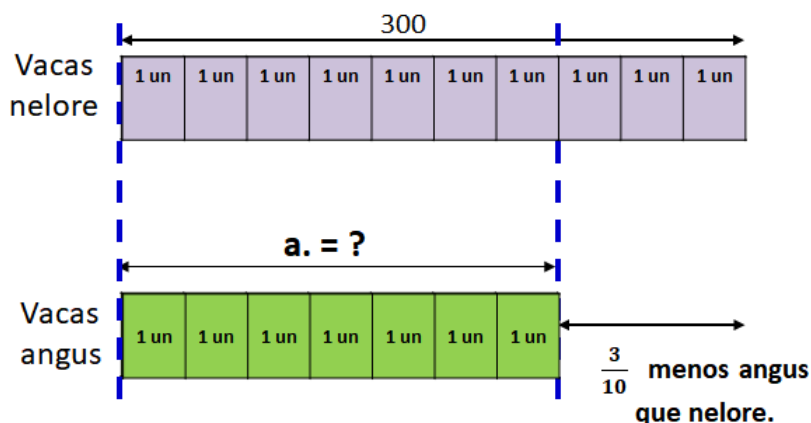 300
Vacas
nelore
1 un 1 un 1 un 1 un 1 un 1 un 1 un 1 un 1 un 1 un
a. = ?
Vacas
angus
1 un 1 un 1 un 1 un 1 un 1 un 1 un
3/10 menos angus
que nelore.